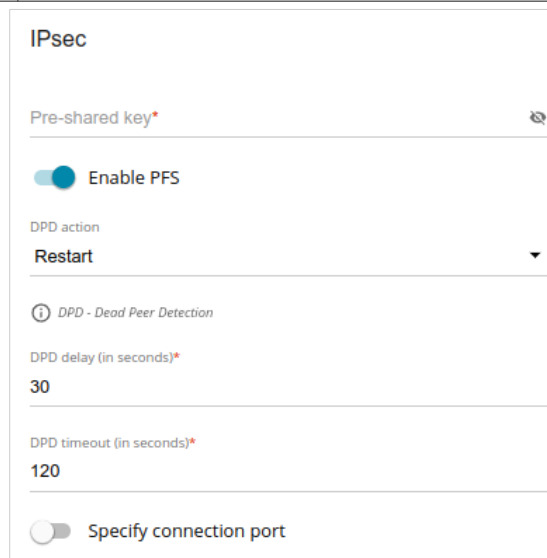 IPsec
Pre-shared key*
Enable PFS
DPD action
Restart
DPD - Dead Peer Detection
DPD delay (in seconds)*
30
DPD timeout (in seconds)*
120
Specify connection port